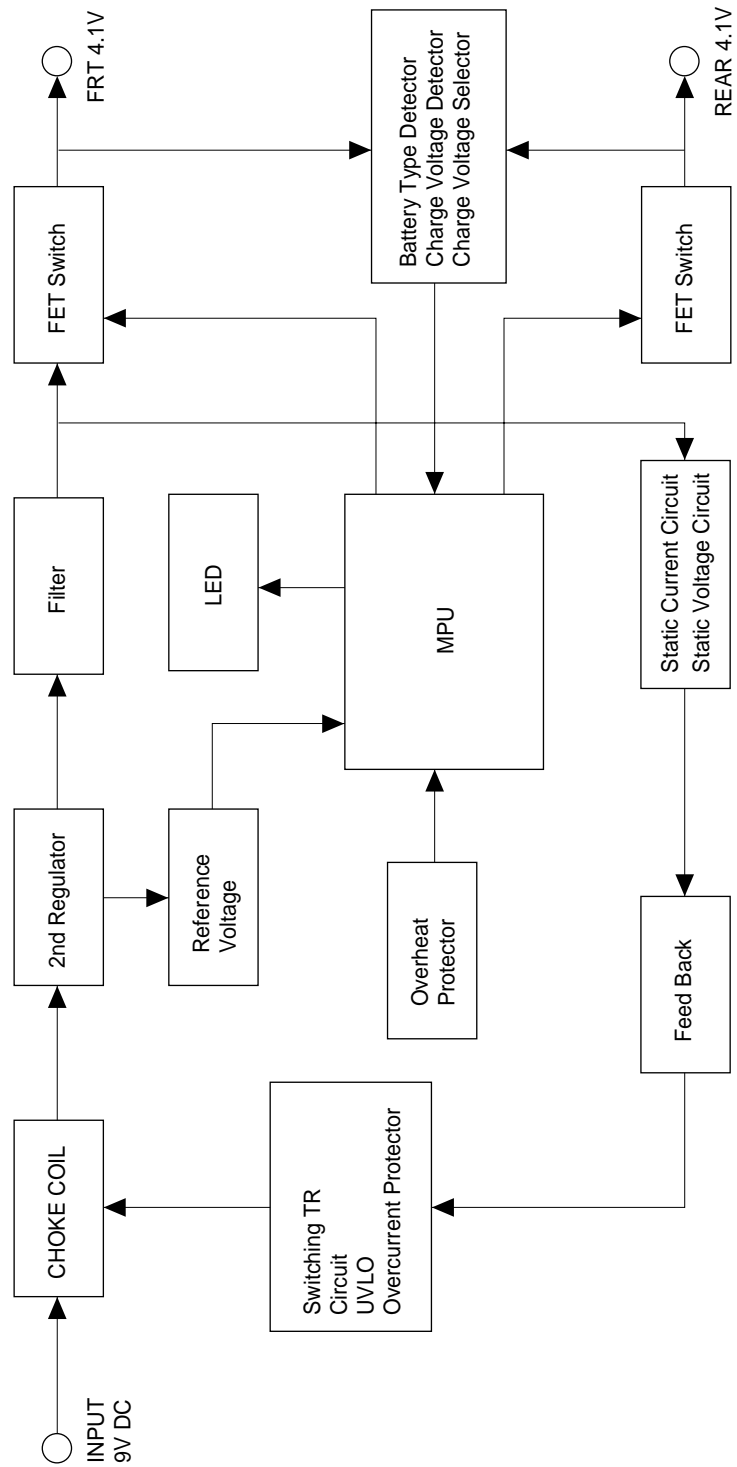 INPUT
9V DC
CHOKE COIL
2nd Regulator
Filter
FET Switch
FRT 4.1V
Reference
Voltage
LED
Switching TR
Circuit
UVLO
Overcurrent Protector
Overheat
Protector
MPU
Battery Type Detector
Charge Voltage Detector
Charge Voltage Selector
Feed Back
Static Current Circuit
Static Voltage Circuit
FET Switch
REAR 4.1V